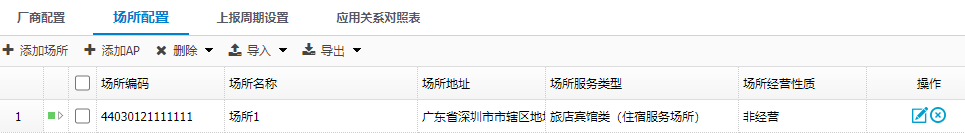 厂商配置 场所配置 上报周期设置 应用关系对照表
添加场所 添加AP 删除 导入 导出
场所编码 场所名称 场所地址 场所服务类型 场所经营性质 操作
1 44030121111111 场所1 广东省深圳市市辖区地 旅店宾馆类（住宿服务场所） 非经营